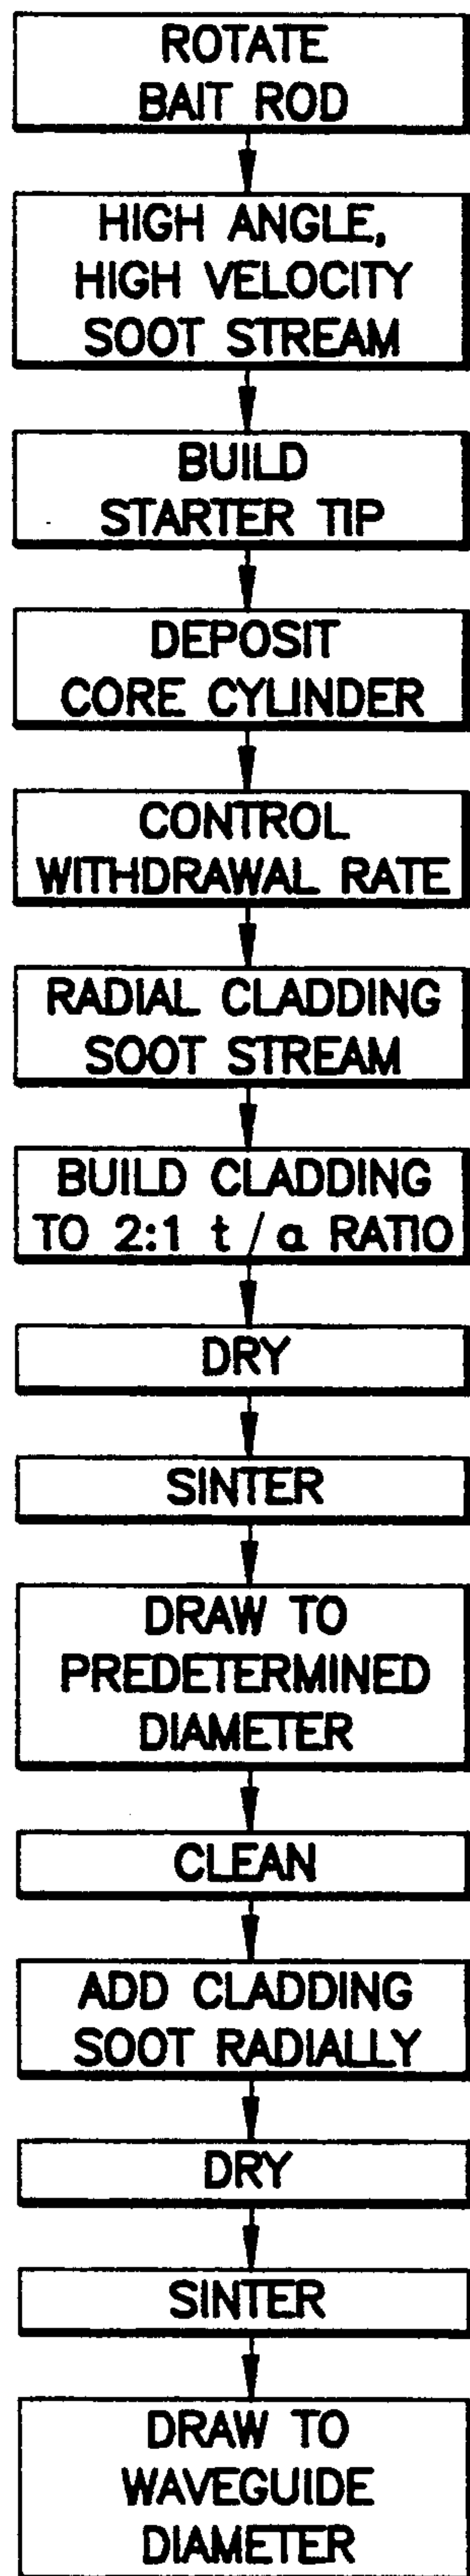 ROTATE
BAIT ROD
HIGH ANGLE,
HIGH VELOCITY
SOOT STREAM
BUILD
STARTER TIP
DEPOSIT
CORE CYLINDER
CONTROL
WITHDRAWAL RATE
RADIAL CLADDING
SOOT STREAM
BUILD CLADDING
TO 2:1 t / a RATIO
DRY
SINTER
DRAW TO
PREDETERMINED
DIAMETER
CLEAN
ADD CLADDING
SOOT RADIALLY
DRY
SINTER
DRAW TO
WAVEGUIDE
DIAMETER